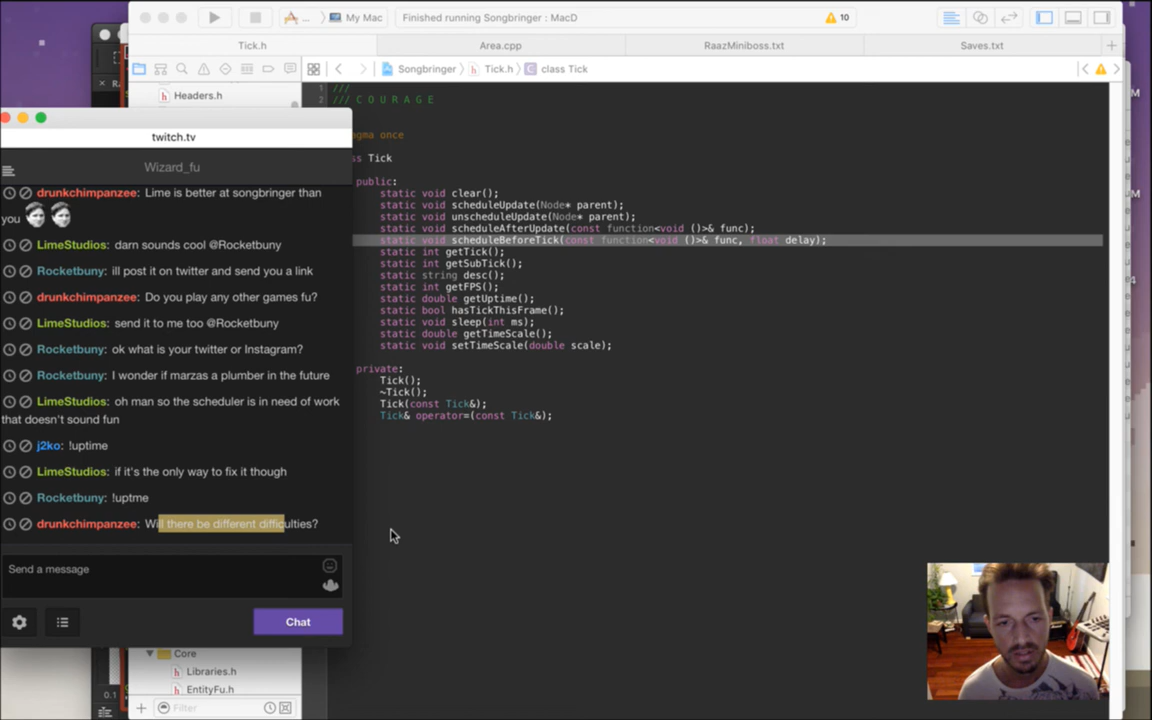 My Mac
Finished running Songbringer : MacD
10
Tick.h
Area.cpp
RaazMiniboss.txt
Saves.txt
Headers.h
Songbringer
Tick.h
class Tick
1 ///
2 /// C O U R A G E
agma once
ss Tick
public:
static void clear();
static void scheduleUpdate(Node* parent);
static void unscheduleUpdate(Node* parent);
static void scheduleAfterUpdate(const function<void ()>& func);
static void scheduleBeforeTick(const function<void ()>& func, float delay);
static int getTick();
static int getSubTick();
static string desc();
static int getFPS();
static double getUptime();
static bool hasTickThisFrame();
static void sleep(int ms);
static double getTimeScale();
static void setTimeScale(double scale);
private:
Tick();
~Tick();
Tick(const Tick&);
Tick& operator=(const Tick&);
twitch.tv
Wizard_fu
drunkchimpanzee: Lime is better at songbringer than
you
LimeStudios: darn sounds cool @Rocketbuny
Rocketbuny: ill post it on twitter and send you a link
drunkchimpanzee: Do you play any other games fu?
LimeStudios: send it to me too @Rocketbuny
Rocketbuny: ok what is your twitter or Instagram?
Rocketbuny: I wonder if marzas a plumber in the future
LimeStudios: oh man so the scheduler is in need of work
that doesn't sound fun
j2ko: !uptime
LimeStudios: if it's the only way to fix it though
Rocketbuny: !uptme
drunkchimpanzee: Will there be different difficulties?
Send a message
Chat
Core
Libraries.h
EntityFu.h
Filter
0.1